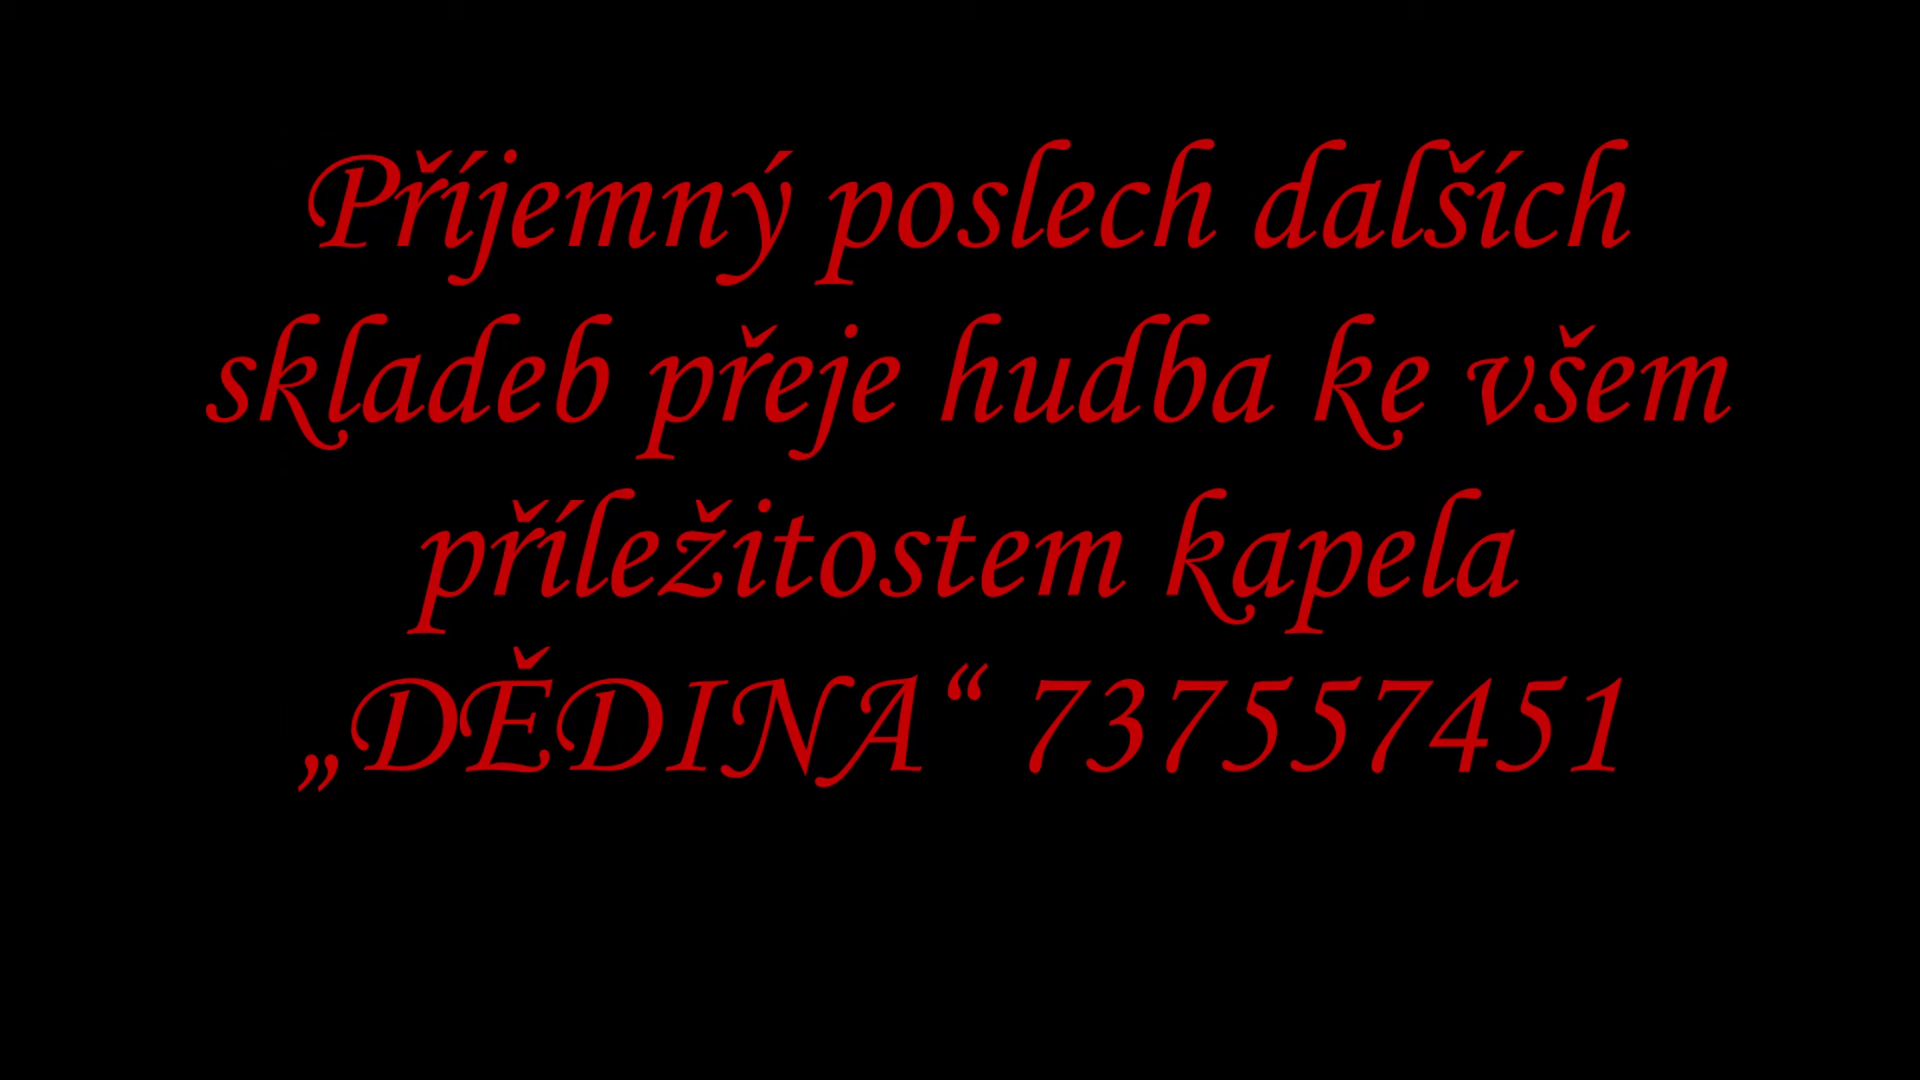 Příjemný poslech dalších
skladeb přeje hudba ke všem
příležitostem kapela
„DĚDINA“ 737557451